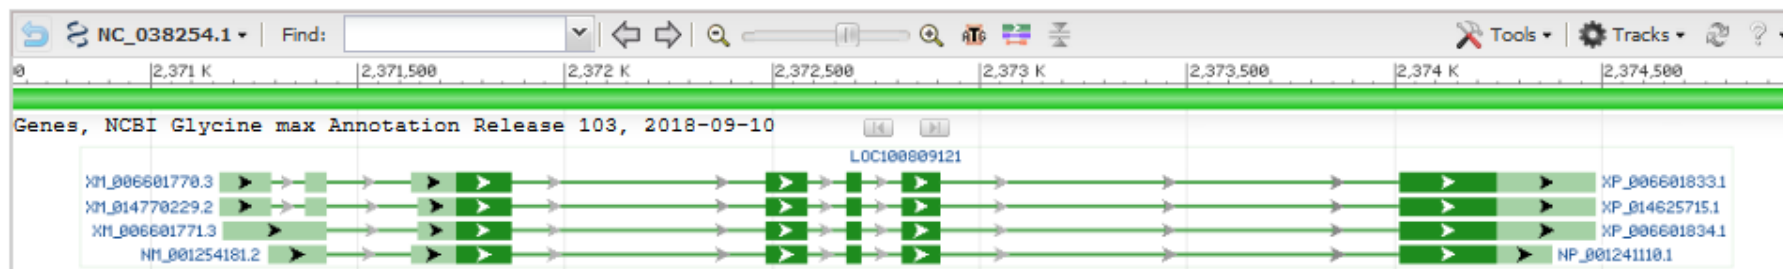 NC_038254.1 Find: Tools Tracks ?
0 2,371 K 2,371,500 2,372 K 2,372,500 2,373 K 2,373,500 2,374 K 2,374,500
Genes, NCBI Glycine max Annotation Release 103, 2018-09-10
LOC100809121
XM_006601770.3 XP_006601833.1
XM_014770229.2 XP_014625715.1
XM_006601771.3 XP_006601834.1
NM_001254181.2 NP_001241110.1